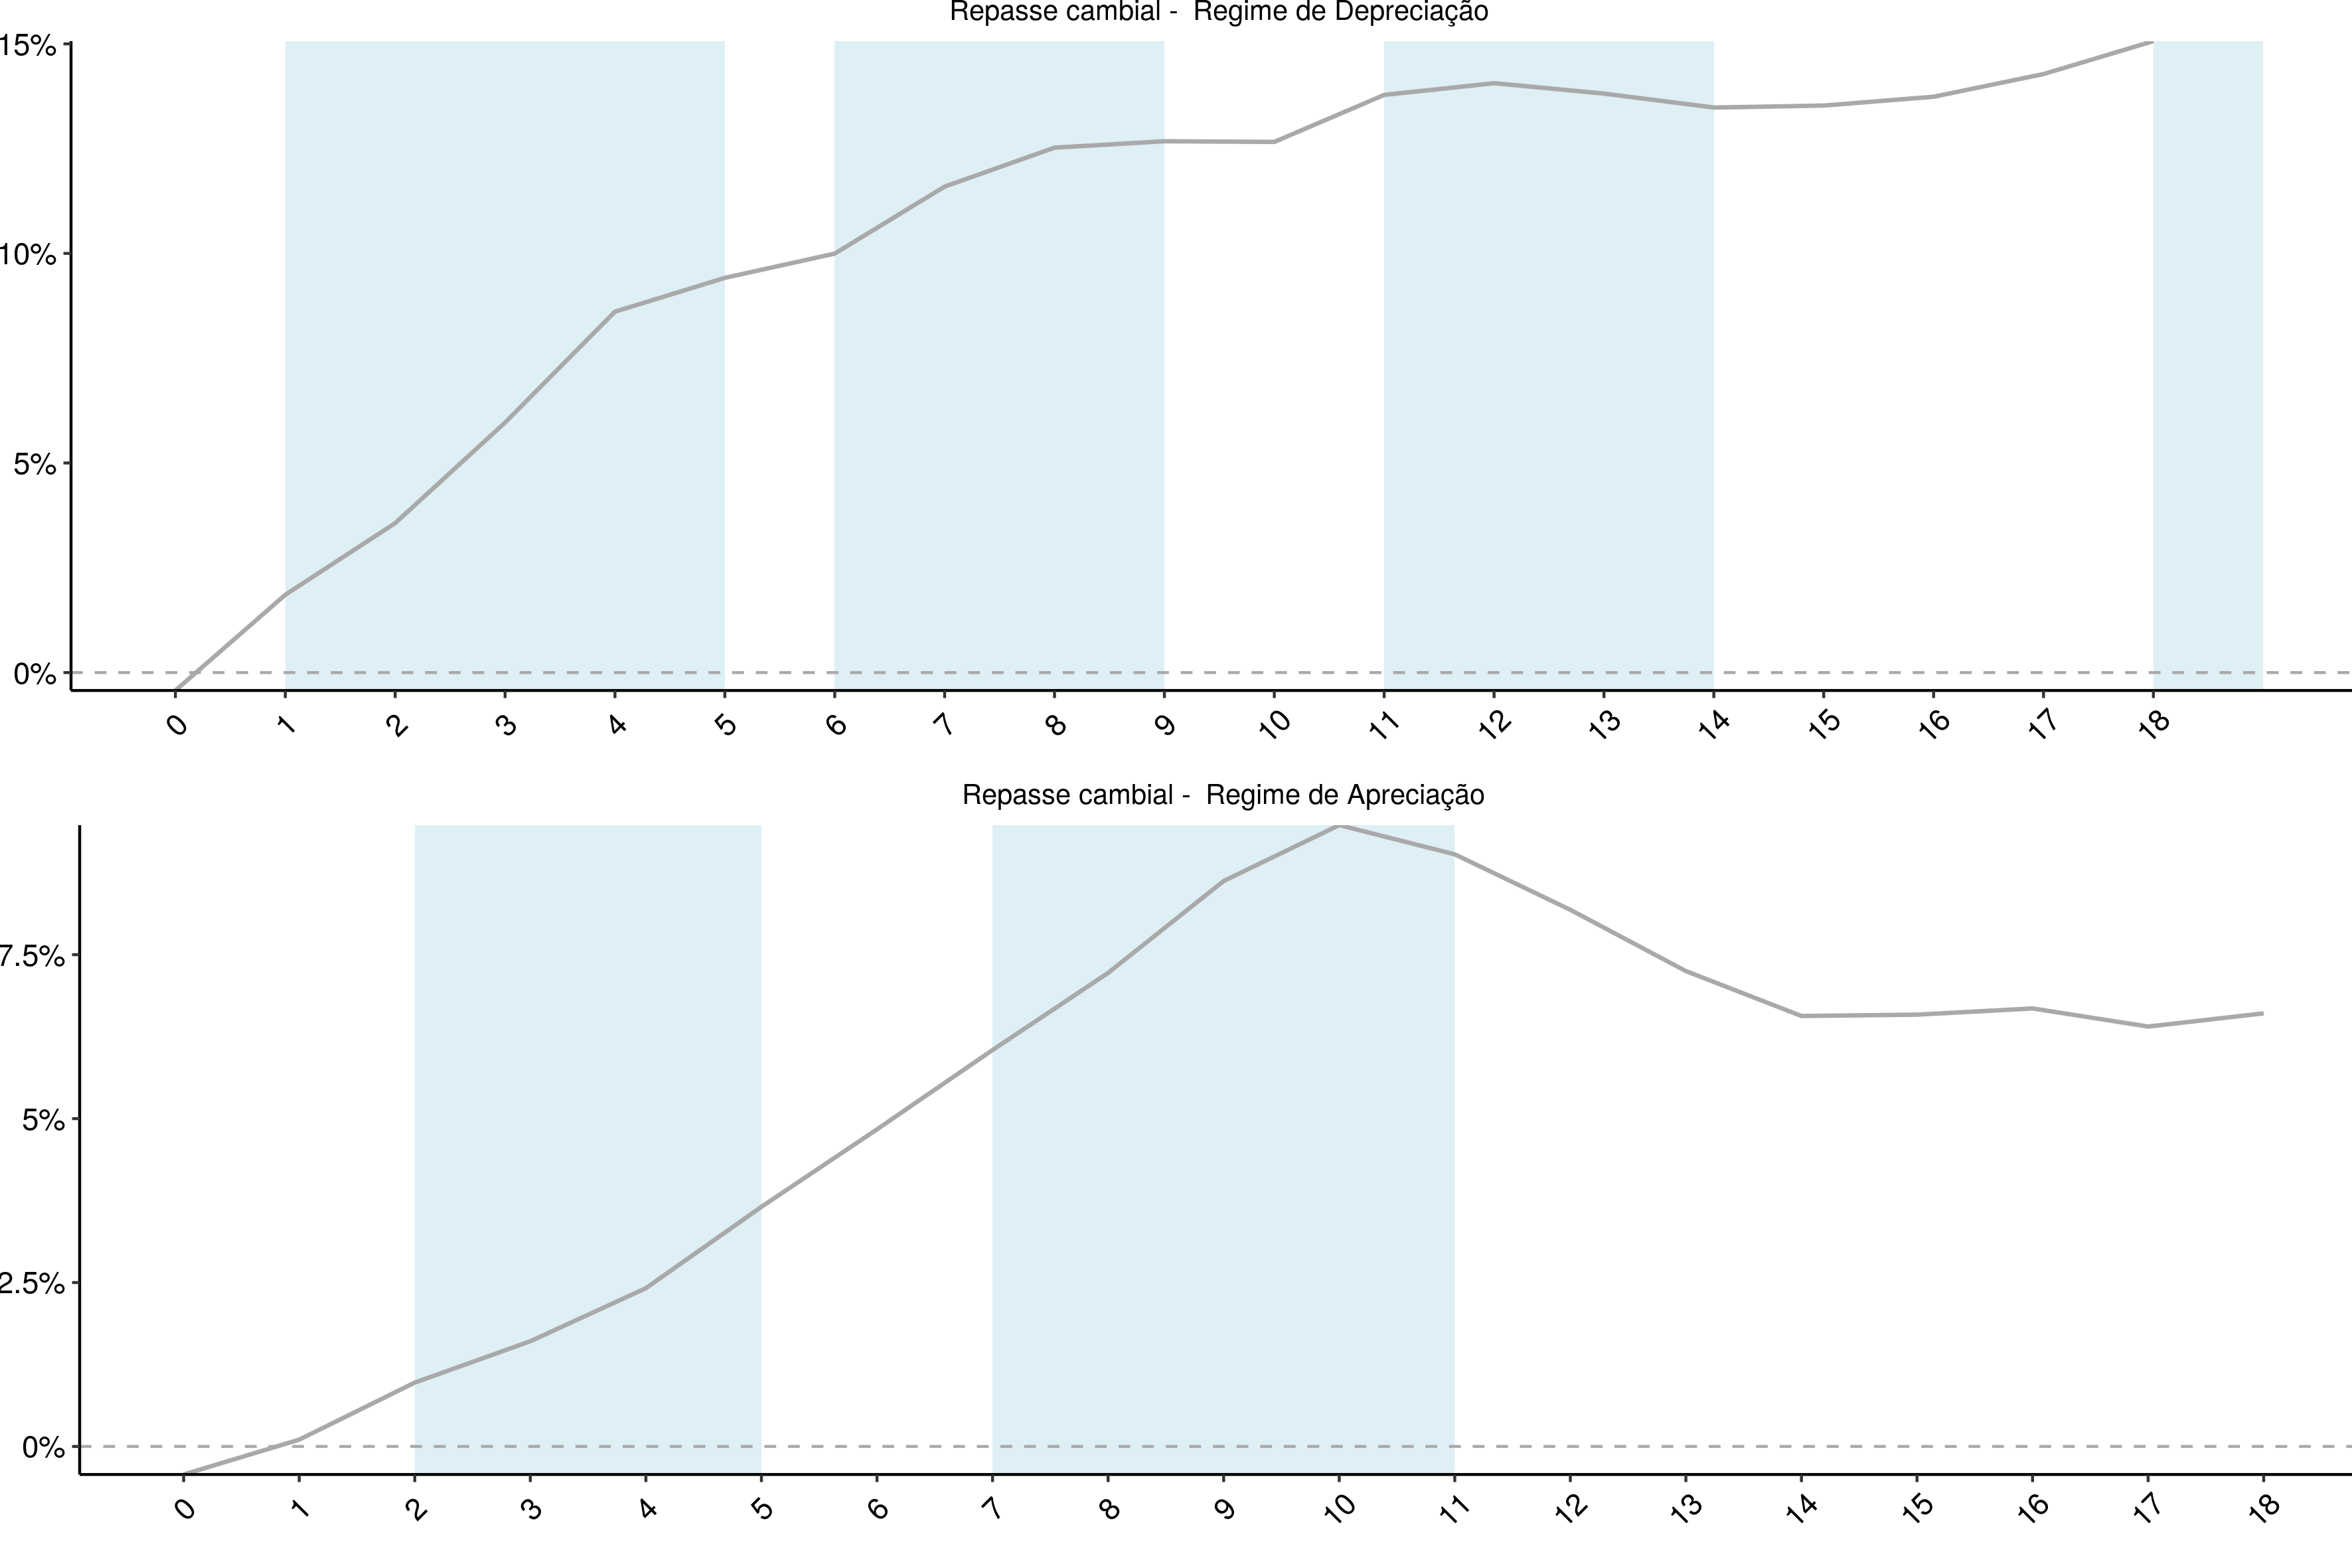 Repasse cambial -  Regime de Depreciação
15%
10%
5%
0%
0 1 2 3 4 5 6 7 8 9 10 11 12 13 14 15 16 17 18
Repasse cambial -  Regime de Apreciação
7.5%
5%
2.5%
0%
0 1 2 3 4 5 6 7 8 9 10 11 12 13 14 15 16 17 18